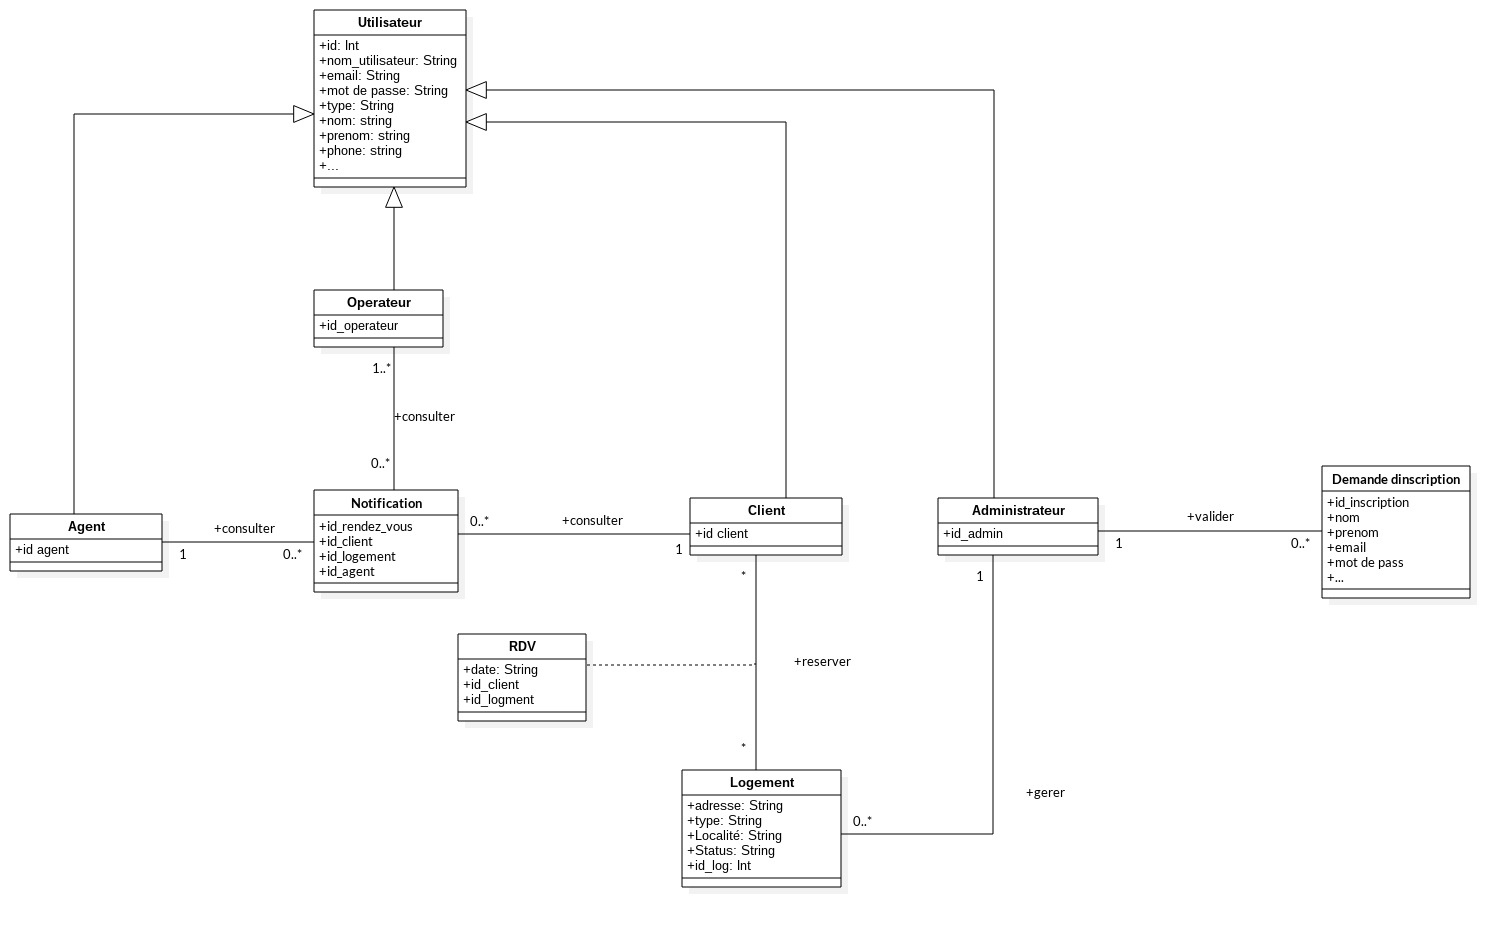 Utilisateur
+id: Int
+nom_utilisateur: String
+email: String
+mot de passe: String
+type: String
+nom: string
+prenom: string
+phone: string
+...
Operateur
+id_operateur
1..*
+consulter
0..*
Agent
+id agent
1
+consulter
0..*
Notification
+id_rendez_vous
+id_client
+id_logement
+id_agent
0..*
+consulter
1
Client
+id client
Administrateur
+id_admin
1
+valider
0..*
Demande dinscription
+id_inscription
+nom
+prenom
+email
+mot de pass
+...
*
1
RDV
+date: String
+id_client
+id_logment
+reserver
*
Logement
+adresse: String
+type: String
+Localité: String
+Status: String
+id_log: Int
0..*
+gerer